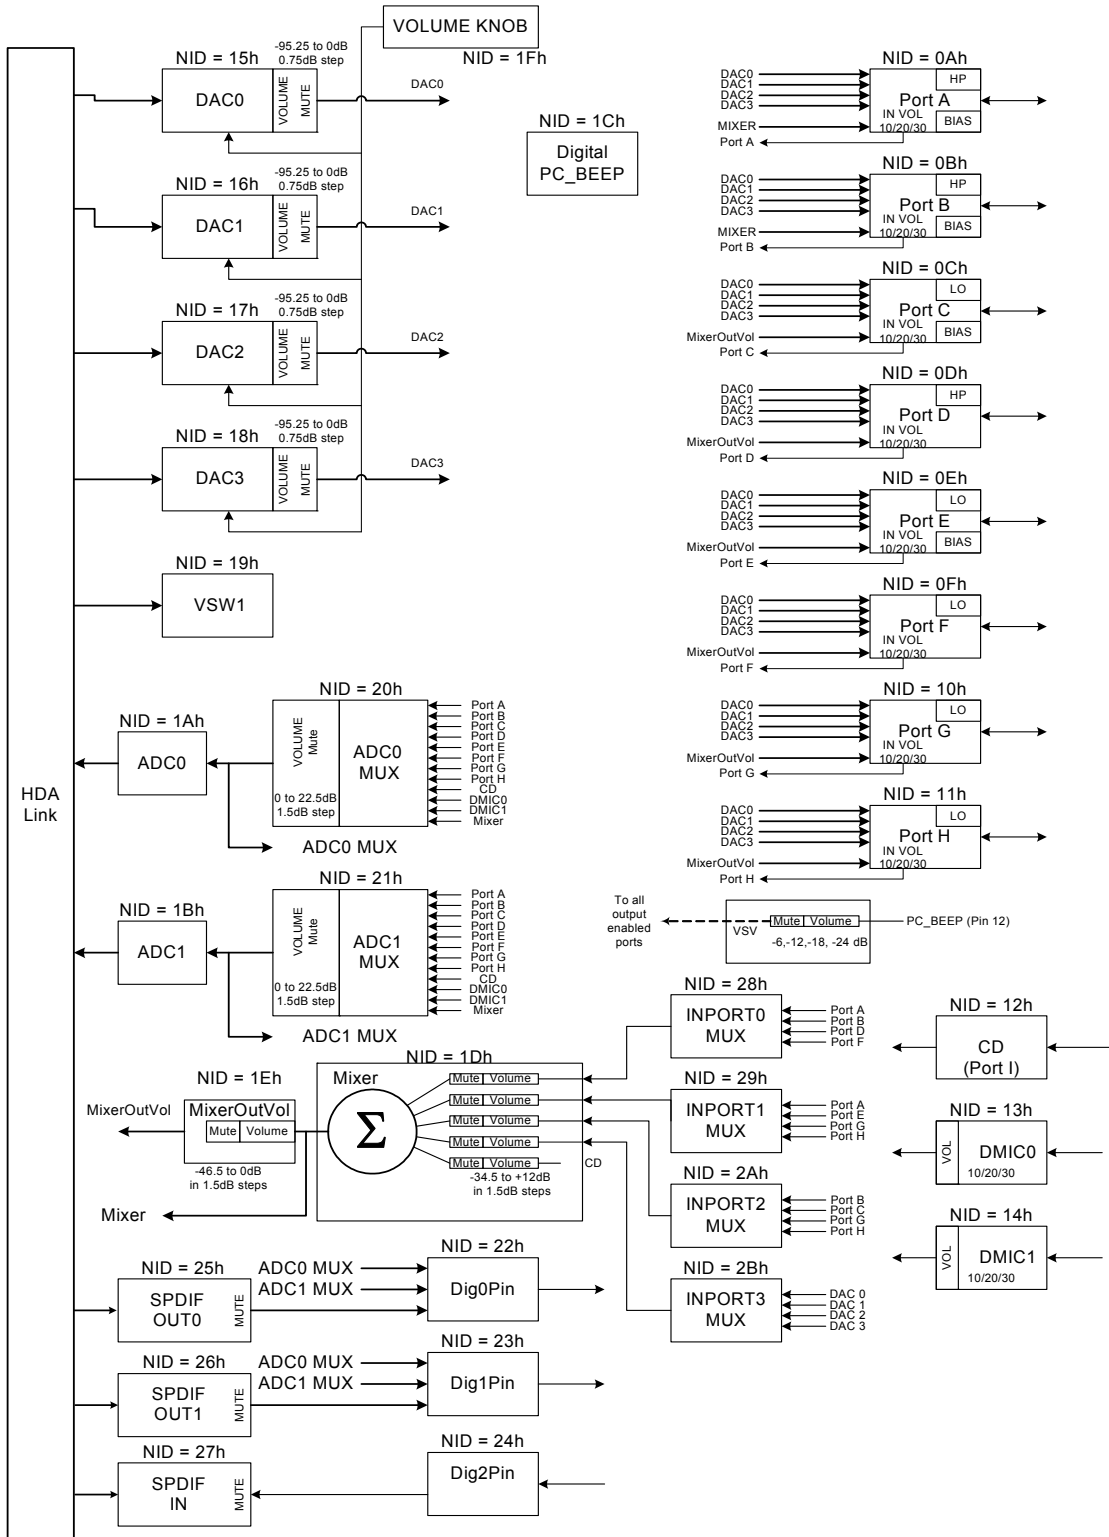 VOLUME KNOB
NID = 1Fh
NID = 15h
-95.25 to 0dB
0.75dB step
DAC0
VOLUME
MUTE
DAC0
NID = 16h
-95.25 to 0dB
0.75dB step
DAC1
VOLUME
MUTE
DAC1
NID = 17h
-95.25 to 0dB
0.75dB step
DAC2
VOLUME
MUTE
DAC2
NID = 18h
-95.25 to 0dB
0.75dB step
DAC3
VOLUME
MUTE
DAC3
NID = 19h
VSW1
NID = 1Ch
Digital
PC_BEEP
HDA
Link
NID = 0Ah
DAC0
DAC1
DAC2
DAC3
MIXER
Port A
HP
Port A
IN VOL
10/20/30
BIAS
NID = 0Bh
DAC0
DAC1
DAC2
DAC3
MIXER
Port B
HP
Port B
IN VOL
10/20/30
BIAS
NID = 0Ch
DAC0
DAC1
DAC2
DAC3
MixerOutVol
Port C
LO
Port C
IN VOL
10/20/30
BIAS
NID = 0Dh
DAC0
DAC1
DAC2
DAC3
MixerOutVol
Port D
HP
Port D
IN VOL
10/20/30
NID = 0Eh
DAC0
DAC1
DAC2
DAC3
MixerOutVol
Port E
LO
Port E
IN VOL
10/20/30
BIAS
NID = 0Fh
DAC0
DAC1
DAC2
DAC3
MixerOutVol
Port F
LO
Port F
IN VOL
10/20/30
NID = 10h
DAC0
DAC1
DAC2
DAC3
MixerOutVol
Port G
LO
Port G
IN VOL
10/20/30
NID = 11h
DAC0
DAC1
DAC2
DAC3
MixerOutVol
Port H
LO
Port H
IN VOL
10/20/30
NID = 1Ah
ADC0
NID = 20h
VOLUME
Mute
0 to 22.5dB
1.5dB step
ADC0
MUX
Port A
Port B
Port C
Port D
Port E
Port F
Port G
Port H
CD
DMIC0
DMIC1
Mixer
ADC0 MUX
NID = 1Bh
ADC1
NID = 21h
VOLUME
Mute
0 to 22.5dB
1.5dB step
ADC1
MUX
Port A
Port B
Port C
Port D
Port E
Port F
Port G
Port H
CD
DMIC0
DMIC1
Mixer
ADC1 MUX
To all
output
enabled
ports
VSV
Mute Volume
-6,-12,-18, -24 dB
PC_BEEP (Pin 12)
NID = 1Dh
Mixer
Σ
Mute Volume
Mute Volume
Mute Volume
Mute Volume
Mute Volume
CD
-34.5 to +12dB
in 1.5dB steps
NID = 1Eh
MixerOutVol
MixerOutVol
Mute Volume
-46.5 to 0dB
in 1.5dB steps
Mixer
NID = 28h
INPORT0
MUX
Port A
Port B
Port D
Port F
NID = 29h
INPORT1
MUX
Port A
Port E
Port G
Port H
NID = 2Ah
INPORT2
MUX
Port B
Port C
Port G
Port H
NID = 2Bh
INPORT3
MUX
DAC 0
DAC 1
DAC 2
DAC 3
NID = 12h
CD
(Port I)
NID = 13h
VOL
DMIC0
10/20/30
NID = 14h
VOL
DMIC1
10/20/30
NID = 25h
SPDIF
OUT0
MUTE
ADC0 MUX
ADC1 MUX
NID = 22h
Dig0Pin
NID = 26h
SPDIF
OUT1
MUTE
ADC0 MUX
ADC1 MUX
NID = 23h
Dig1Pin
NID = 27h
SPDIF
IN
MUTE
NID = 24h
Dig2Pin